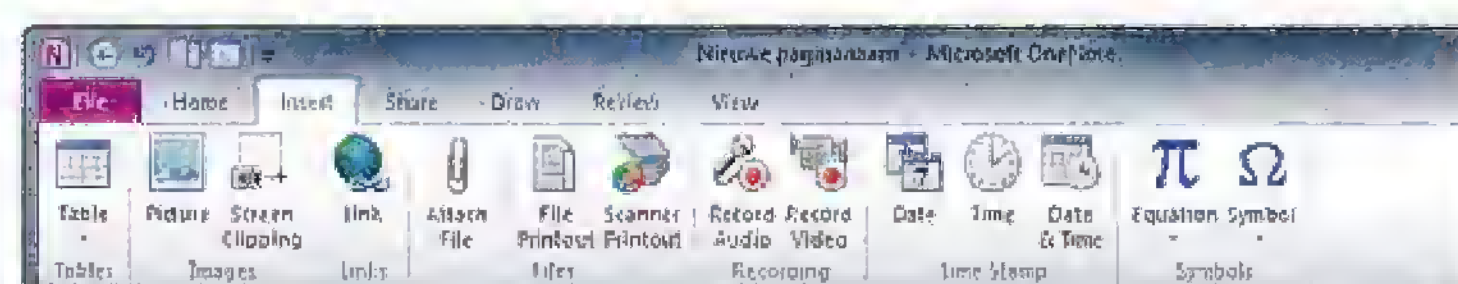 Microsoft OneNote
File Home Insert Share Draw Review View
Table Picture Screen Clipping Link Attach File File Printout Scanner Printout Record Audio Record Video Date Time Date & Time Equation Symbol
Tables Images Links Files Recording Time Stamp Symbols